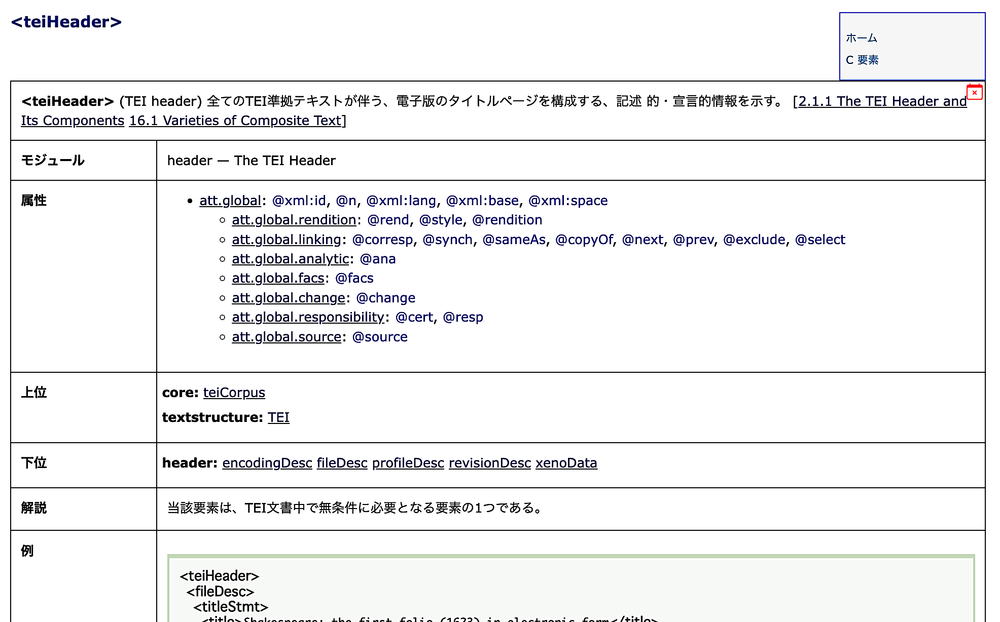 <teiHeader>
ホーム
C 要素
<teiHeader> (TEI header) 全てのTEI準拠テキストが伴う、電子版のタイトルページを構成する、記述 的・宣言的情報を示す。 [2.1.1 The TEI Header and
Its Components 16.1 Varieties of Composite Text]
モジュール header — The TEI Header
属性
• att.global: @xml:id, @n, @xml:lang, @xml:base, @xml:space
◦ att.global.rendition: @rend, @style, @rendition
◦ att.global.linking: @corresp, @synch, @sameAs, @copyOf, @next, @prev, @exclude, @select
◦ att.global.analytic: @ana
◦ att.global.facs: @facs
◦ att.global.change: @change
◦ att.global.responsibility: @cert, @resp
◦ att.global.source: @source
上位 core: teiCorpus
textstructure: TEI
下位 header: encodingDesc fileDesc profileDesc revisionDesc xenoData
解説 当該要素は、TEI文書中で無条件に必要となる要素の1つである。
例
<teiHeader>
<fileDesc>
<titleStmt>
<title>Shakespeare: the first folio (1623) in electronic form</title>